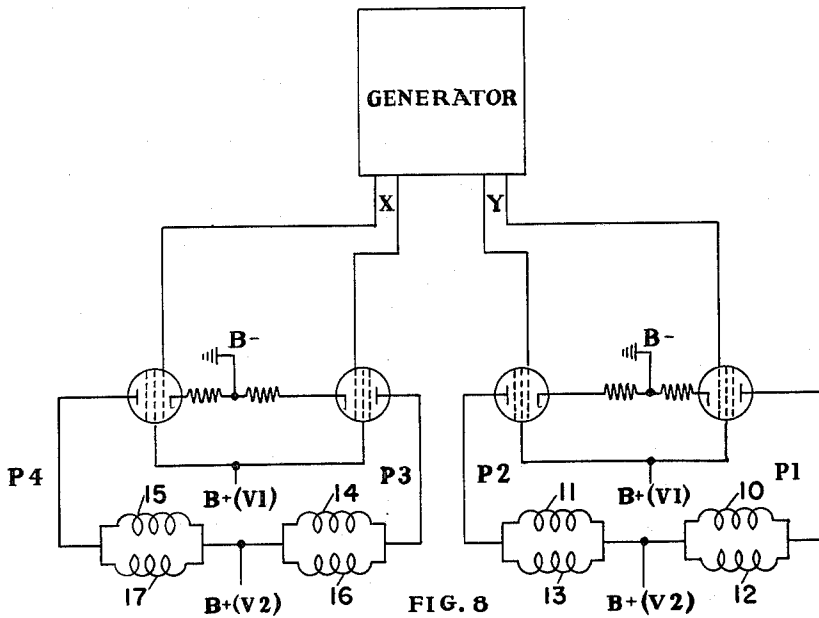 GENERATOR
X Y
B- B-
P4 P3 P2 P1
B+(V1) B+(V1)
15 14 11 10
17 16 13 12
B+(V2) FIG. 8 B+(V2)